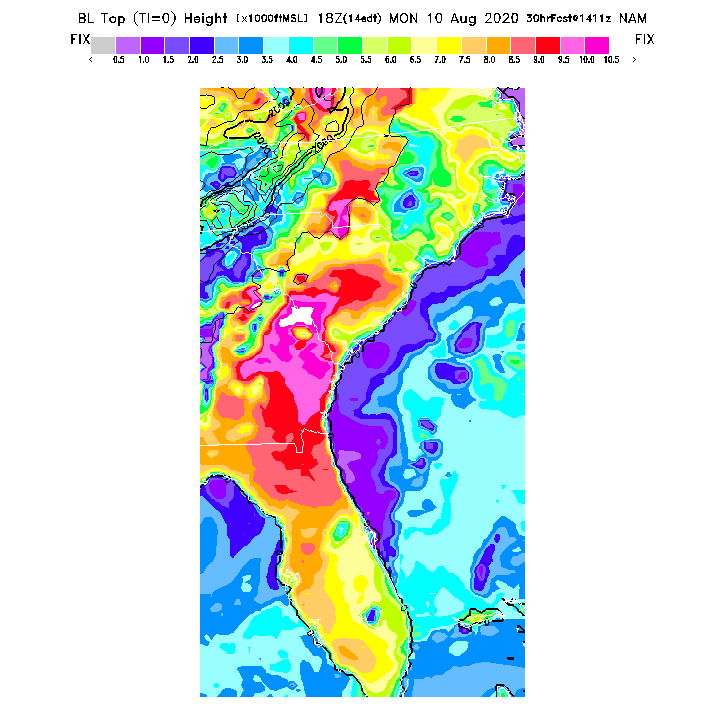 BL Top (TI=0) Height [x1000ftMSL] 18Z(14edt) MON 10 Aug 2020 30hrFcst@1411z NAM
FIX FIX
< 0.5 1.0 1.5 2.0 2.5 3.0 3.5 4.0 4.5 5.0 5.5 6.0 6.5 7.0 7.5 8.0 8.5 9.0 9.5 10.0 10.5 >
2000
2000
2000